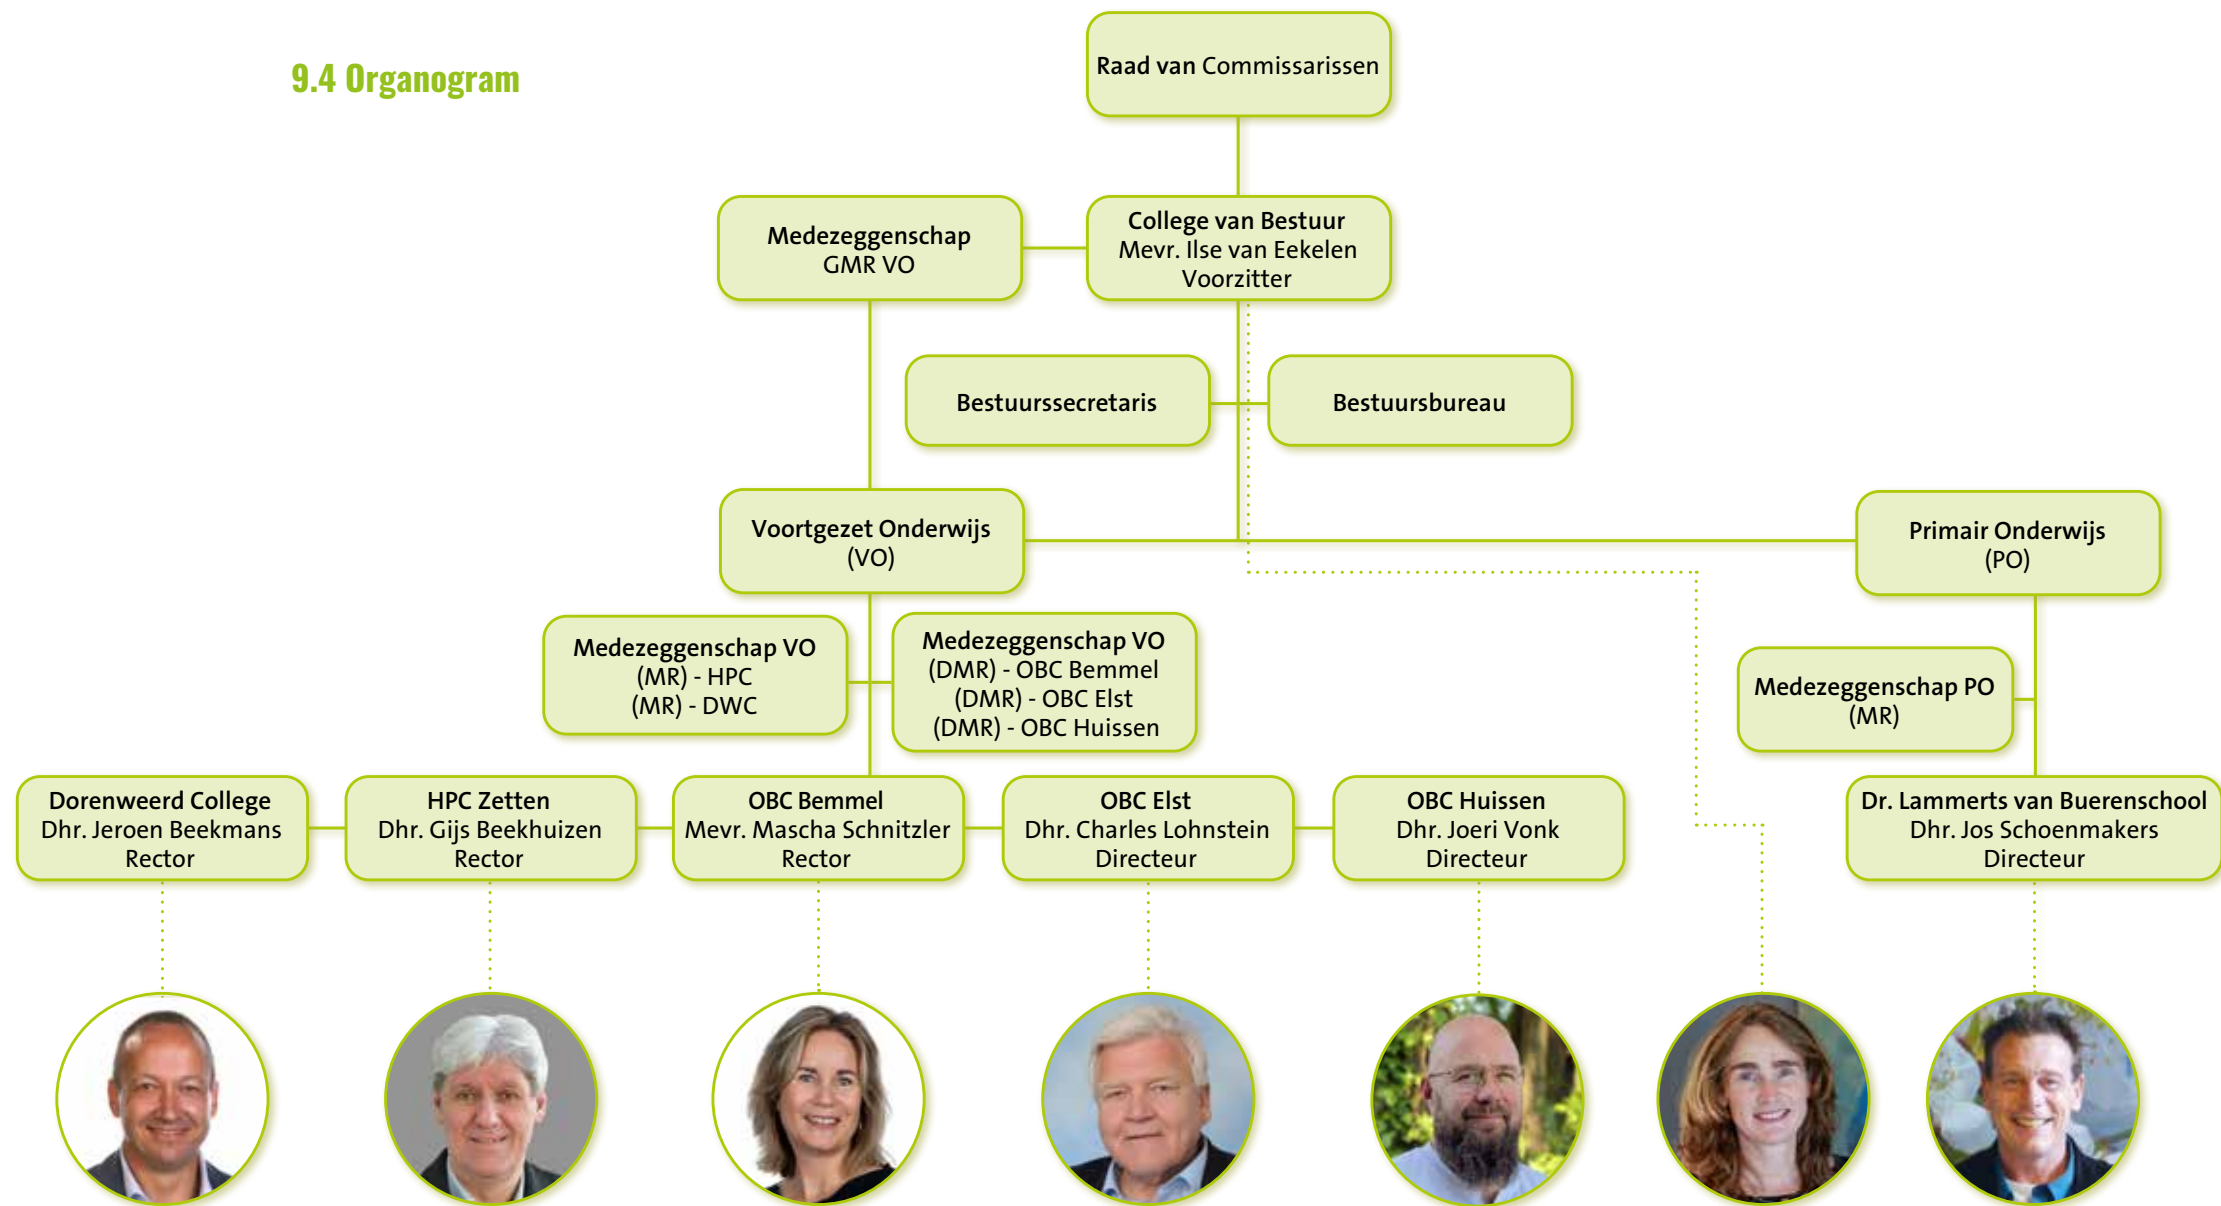 9.4 Organogram
Raad van Commissarissen
Medezeggenschap
GMR VO
College van Bestuur
Mevr. Ilse van Eekelen
Voorzitter
Bestuurssecretaris
Bestuursbureau
Voortgezet Onderwijs
(VO)
Primair Onderwijs
(PO)
Medezeggenschap VO
(MR) - HPC
(MR) - DWC
Medezeggenschap VO
(DMR) - OBC Bemmel
(DMR) - OBC Elst
(DMR) - OBC Huissen
Medezeggenschap PO
(MR)
Dorenweerd College
Dhr. Jeroen Beekmans
Rector
HPC Zetten
Dhr. Gijs Beekhuizen
Rector
OBC Bemmel
Mevr. Mascha Schnitzler
Rector
OBC Elst
Dhr. Charles Lohnstein
Directeur
OBC Huissen
Dhr. Joeri Vonk
Directeur
Dr. Lammerts van Buerenschool
Dhr. Jos Schoenmakers
Directeur